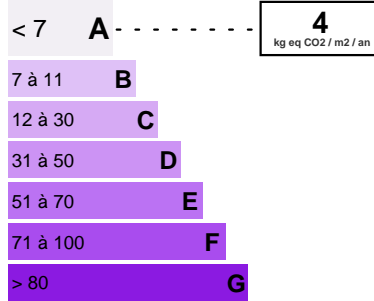 < 7 A - - - - - - - - 4
kg eq CO2 / m2 / an
7 à 11 B
12 à 30 C
31 à 50 D
51 à 70 E
71 à 100 F
> 80 G